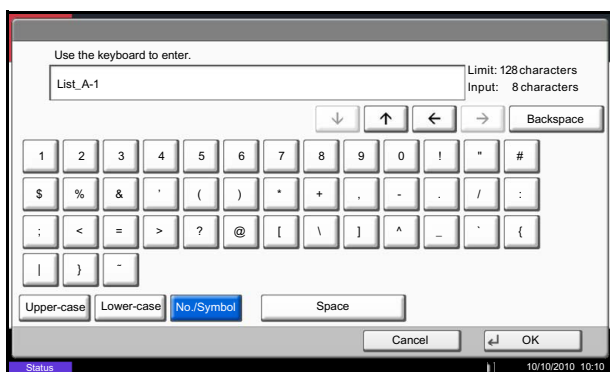 Use the keyboard to enter.
List_A-1
Limit: 128 characters
Input: 8 characters
↓ ↑ ← → Backspace
1 2 3 4 5 6 7 8 9 0 ! " #
$ % & ' ( ) * + , - . / :
; < = > ? @ [ \ ] ^ _ ` {
| } ~
Upper-case Lower-case No./Symbol Space
Cancel OK
Status 10/10/2010 10:10